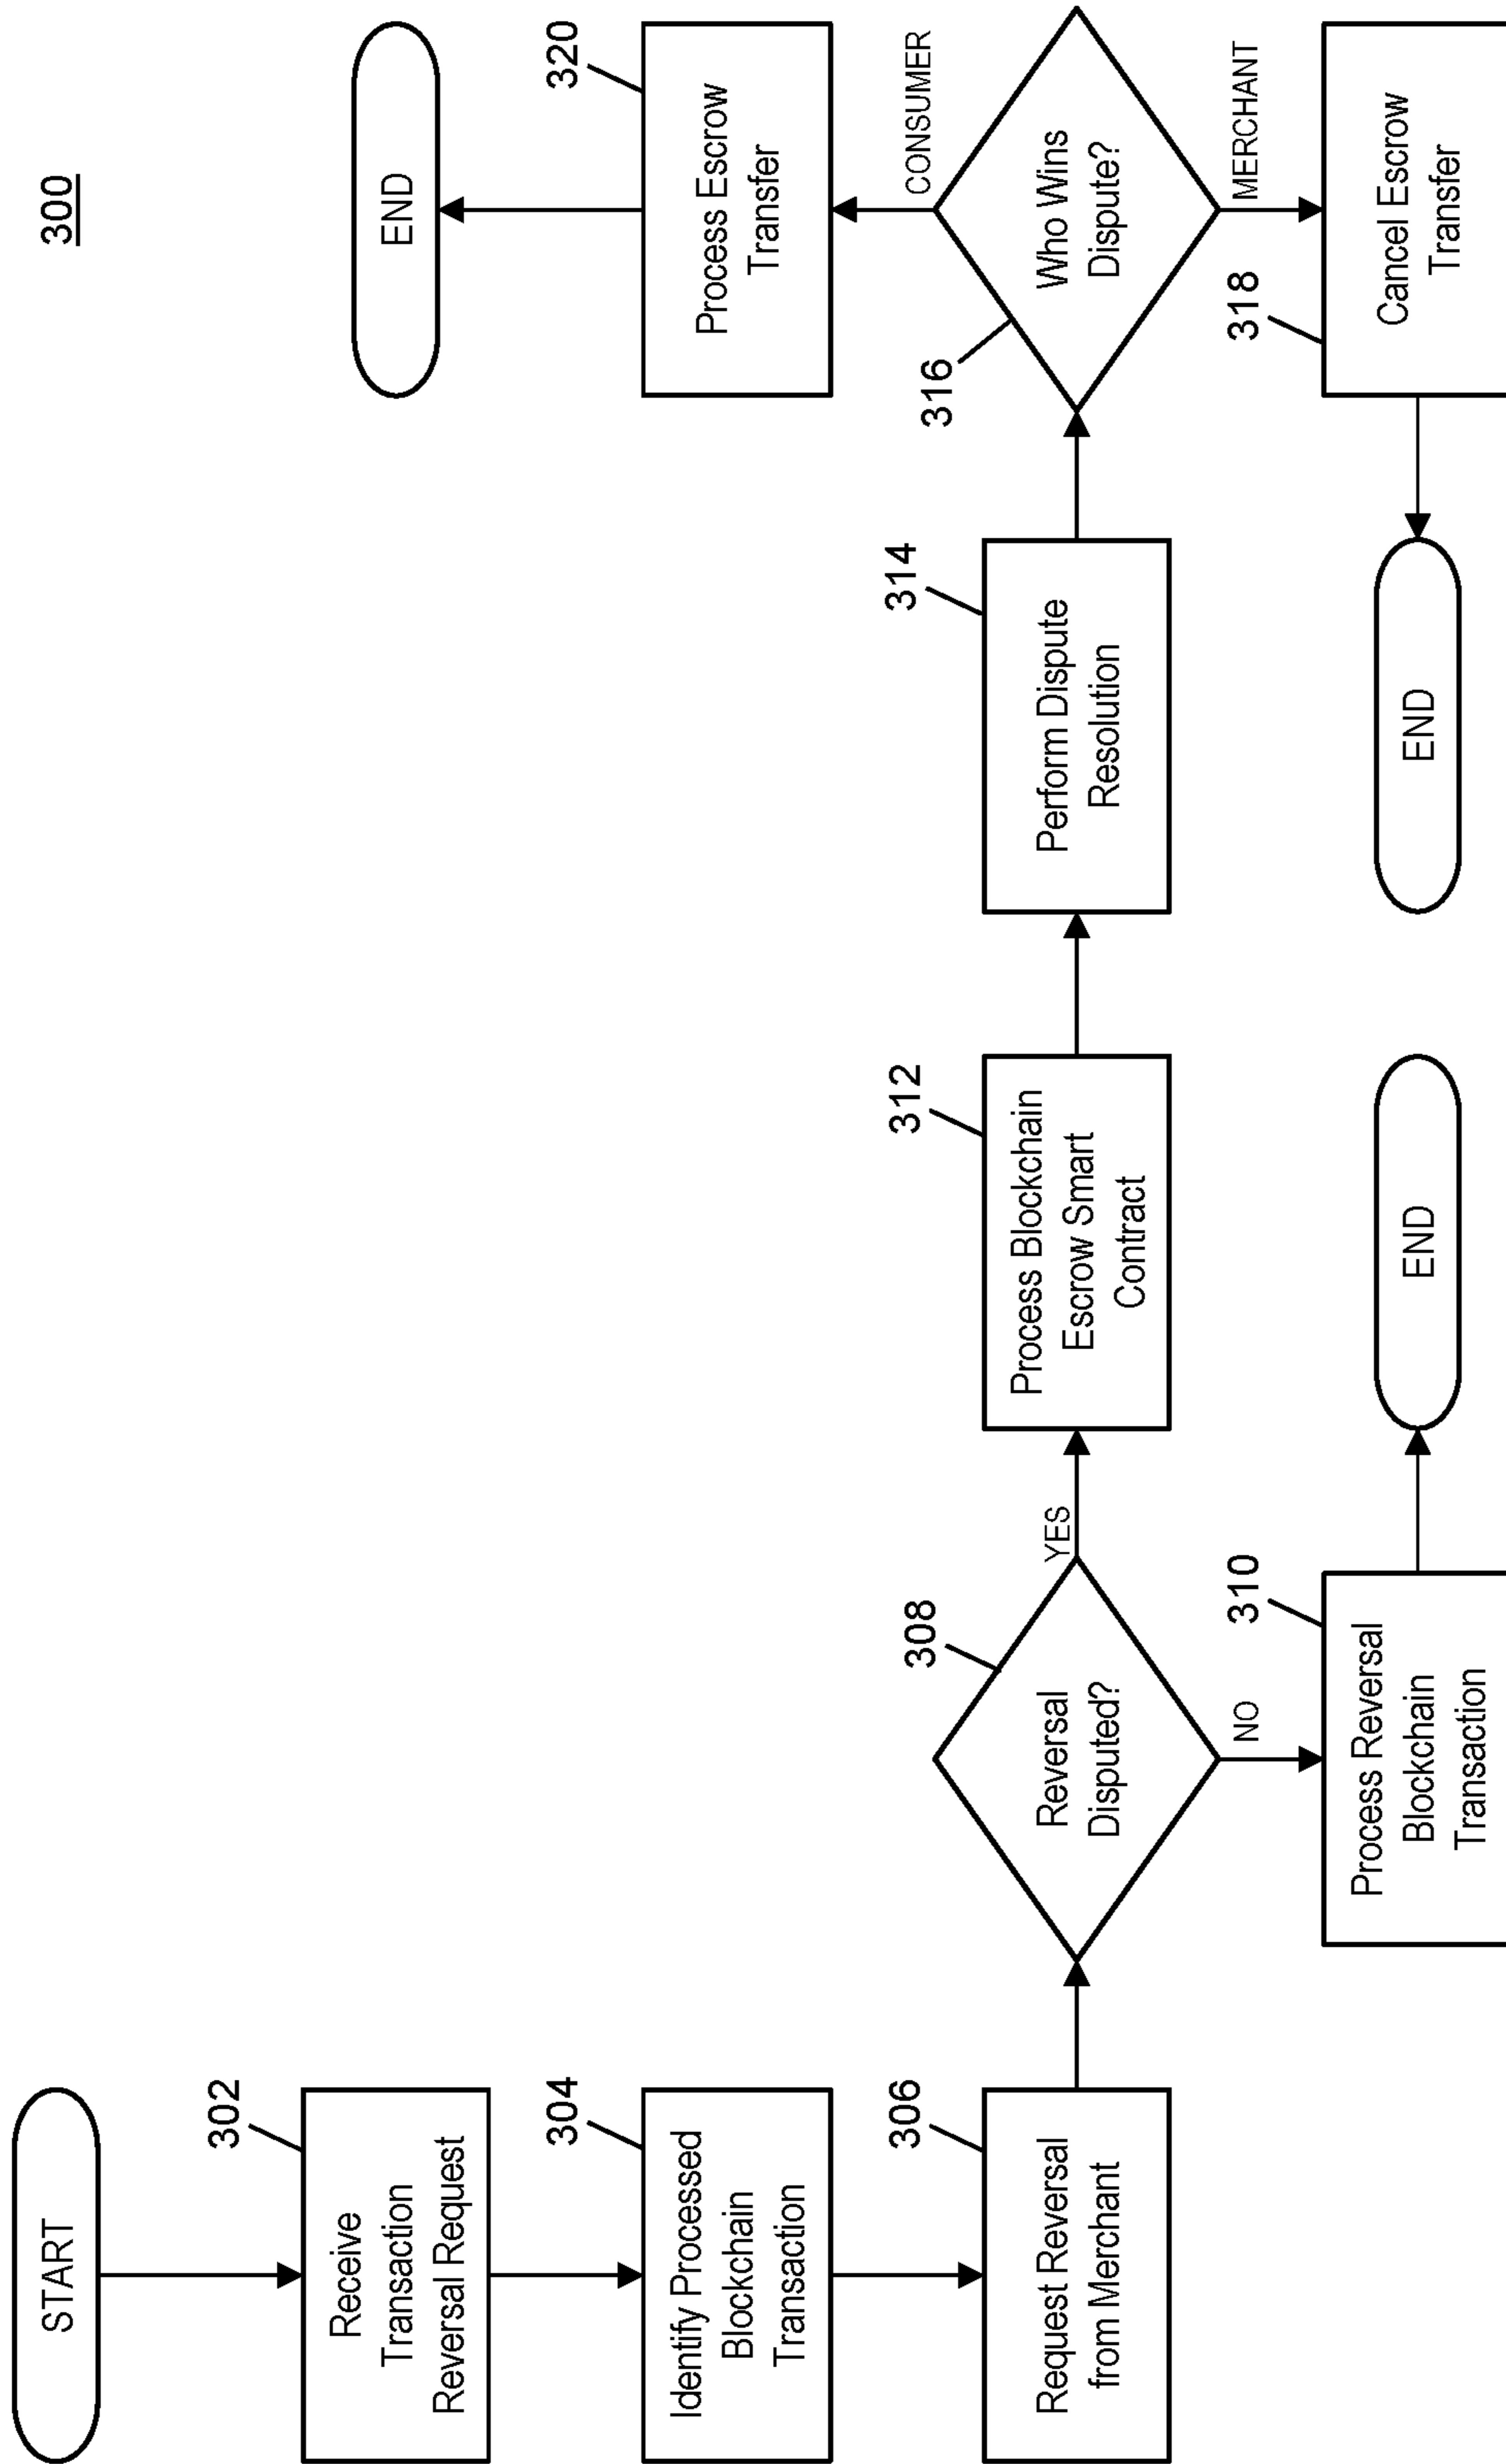 300
START
302
Receive
Transaction
Reversal Request
304
Identify Processed
Blockchain
Transaction
306
Request Reversal
from Merchant
308
Reversal
Disputed?
YES
NO
310
Process Reversal
Blockchain
Transaction
END
312
Process Blockchain
Escrow Smart
Contract
314
Perform Dispute
Resolution
316
Who Wins
Dispute?
CONSUMER
MERCHANT
318
Cancel Escrow
Transfer
END
320
Process Escrow
Transfer
END